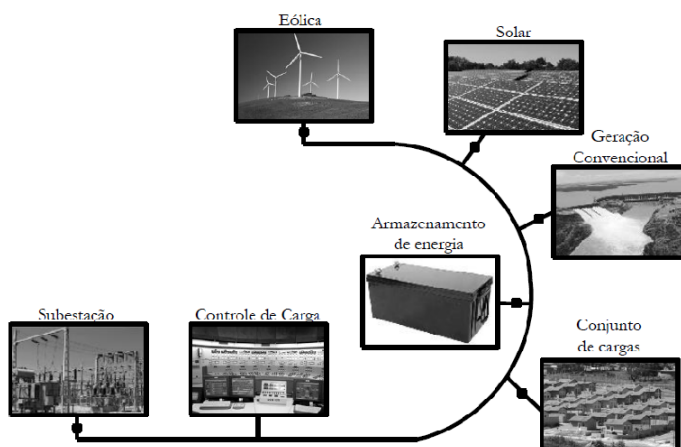 Eólica
Solar
Geração
Convencional
Armazenamento
de energia
Subestação
Controle de Carga
Conjunto
de cargas